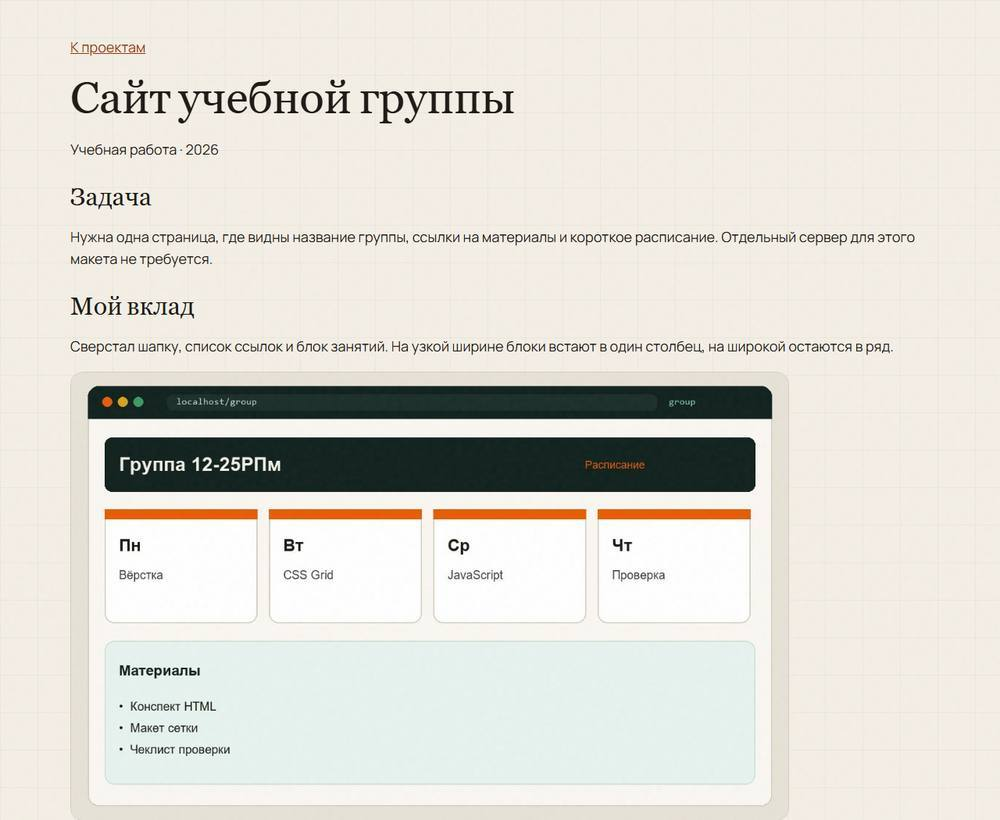 К проектам
Сайт учебной группы
Учебная работа · 2026
Задача
Нужна одна страница, где видны название группы, ссылки на материалы и короткое расписание. Отдельный сервер для этого
макета не требуется.
Мой вклад
Сверстал шапку, список ссылок и блок занятий. На узкой ширине блоки встают в один столбец, на широкой остаются в ряд.
localhost/group group
Группа 12-25РПм Расписание
Пн Вт Ср Чт
Вёрстка CSS Grid JavaScript Проверка
Материалы
• Конспект HTML
• Макет сетки
• Чеклист проверки